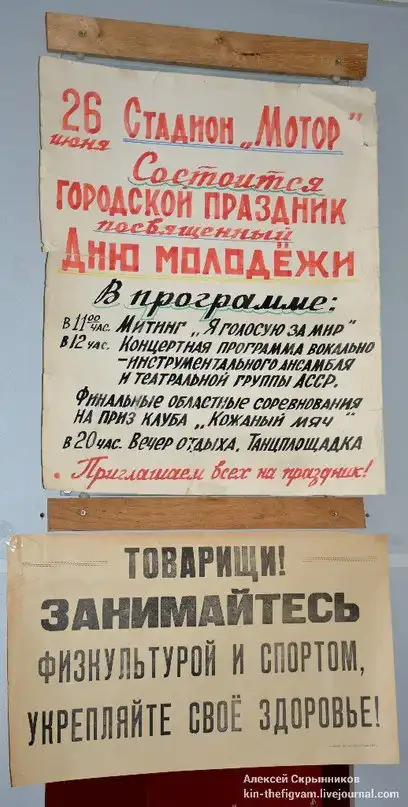 26 Стадион „Мотор"
июня
Состоится
городской праздник
посвященный
Дню молодёжи
В программе:
в 11⁰⁰ час. Митинг „Я голосую за мир"
в 12 час. Концертная программа вокально
-инструментального ансамбля
и театральной группы АССР.
Финальные областные соревнования
на приз клуба „Кожаный мяч"
в 20 час. Вечер отдыха. Танцплощадка
. Приглашаем всех на праздник!
ТОВАРИЩИ!
ЗАНИМАЙТЕСЬ
ФИЗКУЛЬТУРОЙ И СПОРТОМ,
УКРЕПЛЯЙТЕ СВОЁ ЗДОРОВЬЕ!
Алексей Скрынников
kin-thefigvam.livejournal.com